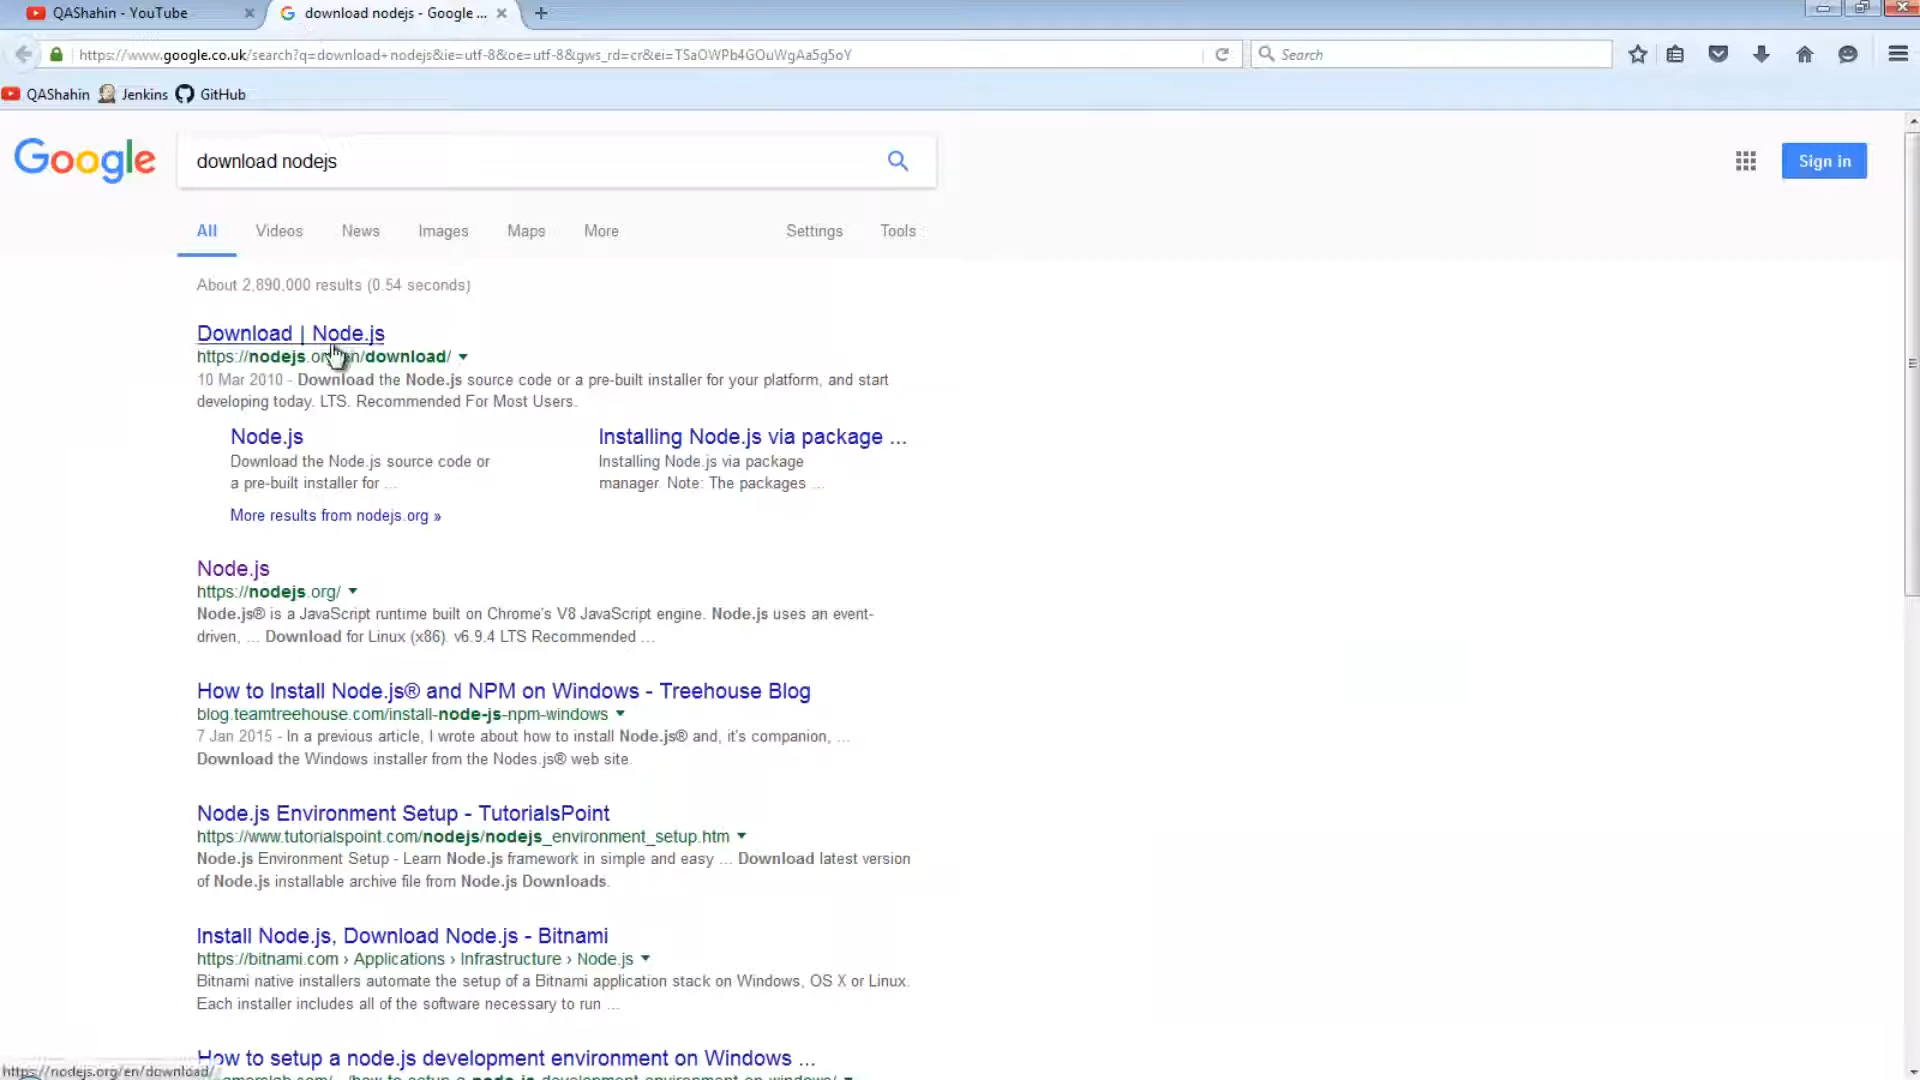 QAShahin - YouTube
download nodejs - Google ...
https://www.google.co.uk/search?q=download+nodejs&ie=utf-8&oe=utf-8&gws_rd=cr&ei=TSaOWPb4GOuWgAa5g5oY
Search
QAShahin Jenkins GitHub
Google
download nodejs
Sign in
All Videos News Images Maps More Settings Tools
About 2,890,000 results (0.54 seconds)
Download | Node.js
https://nodejs.org/en/download/
10 Mar 2010 - Download the Node.js source code or a pre-built installer for your platform, and start
developing today. LTS. Recommended For Most Users.
Node.js
Download the Node.js source code or
a pre-built installer for ...
Installing Node.js via package ...
Installing Node.js via package
manager. Note: The packages ...
More results from nodejs.org »
Node.js
https://nodejs.org/
Node.js® is a JavaScript runtime built on Chrome's V8 JavaScript engine. Node.js uses an event-
driven, ... Download for Linux (x86). v6.9.4 LTS Recommended ...
How to Install Node.js® and NPM on Windows - Treehouse Blog
blog.teamtreehouse.com/install-node-js-npm-windows
7 Jan 2015 - In a previous article, I wrote about how to install Node.js® and, it's companion, ...
Download the Windows installer from the Nodes.js® web site.
Node.js Environment Setup - TutorialsPoint
https://www.tutorialspoint.com/nodejs/nodejs_environment_setup.htm
Node.js Environment Setup - Learn Node.js framework in simple and easy ... Download latest version
of Node.js installable archive file from Node.js Downloads.
Install Node.js, Download Node.js - Bitnami
https://bitnami.com › Applications › Infrastructure › Node.js
Bitnami native installers automate the setup of a Bitnami application stack on Windows, OS X or Linux.
Each installer includes all of the software necessary to run ...
How to setup a node.js development environment on Windows ...
https://nodejs.org/en/download/